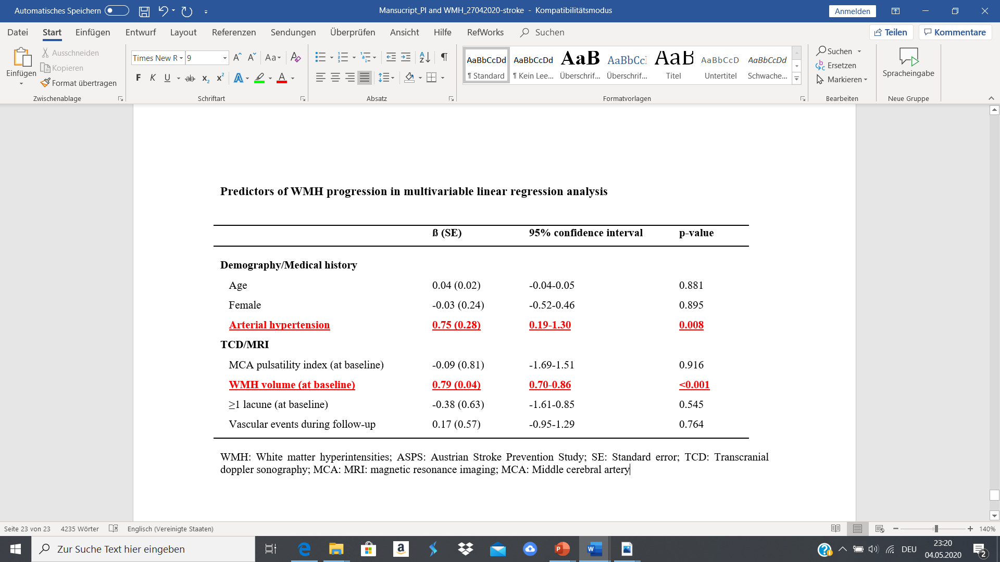 Automatisches Speichern
Mansucript_PI and WMH_27042020-stroke - Kompatibilitätsmodus
Anmelden
Datei Start Einfügen Entwurf Layout Referenzen Sendungen Überprüfen Ansicht Hilfe RefWorks Suchen
Teilen Kommentare
Einfügen
Ausschneiden
Kopieren
Format übertragen
Zwischenablage
Times New R 9
Aa
F K U ab x₂ x²
A A
Schriftart
Absatz
AaBbCcDd AaBbCcDd AaB AaBbCcI AaB AaBbCcD AaBbCcDd
¶ Standard ¶ Kein Lee... Überschrif... Überschrif... Titel Untertitel Schwache...
Formatvorlagen
Suchen
Ersetzen
Markieren
Bearbeiten
Spracheingabe
Neue Gruppe
Predictors of WMH progression in multivariable linear regression analysis
ß (SE) 95% confidence interval p-value
Demography/Medical history
Age 0.04 (0.02) -0.04-0.05 0.881
Female -0.03 (0.24) -0.52-0.46 0.895
Arterial hypertension 0.75 (0.28) 0.19-1.30 0.008
TCD/MRI
MCA pulsatility index (at baseline) -0.09 (0.81) -1.69-1.51 0.916
WMH volume (at baseline) 0.79 (0.04) 0.70-0.86 <0.001
≥1 lacune (at baseline) -0.38 (0.63) -1.61-0.85 0.545
Vascular events during follow-up 0.17 (0.57) -0.95-1.29 0.764
WMH: White matter hyperintensities; ASPS: Austrian Stroke Prevention Study; SE: Standard error; TCD: Transcranial
doppler sonography; MCA: MRI: magnetic resonance imaging; MCA: Middle cerebral artery
Seite 23 von 23 4235 Wörter Englisch (Vereinigte Staaten) 140%
Zur Suche Text hier eingeben
DEU
23:20
04.05.2020
2